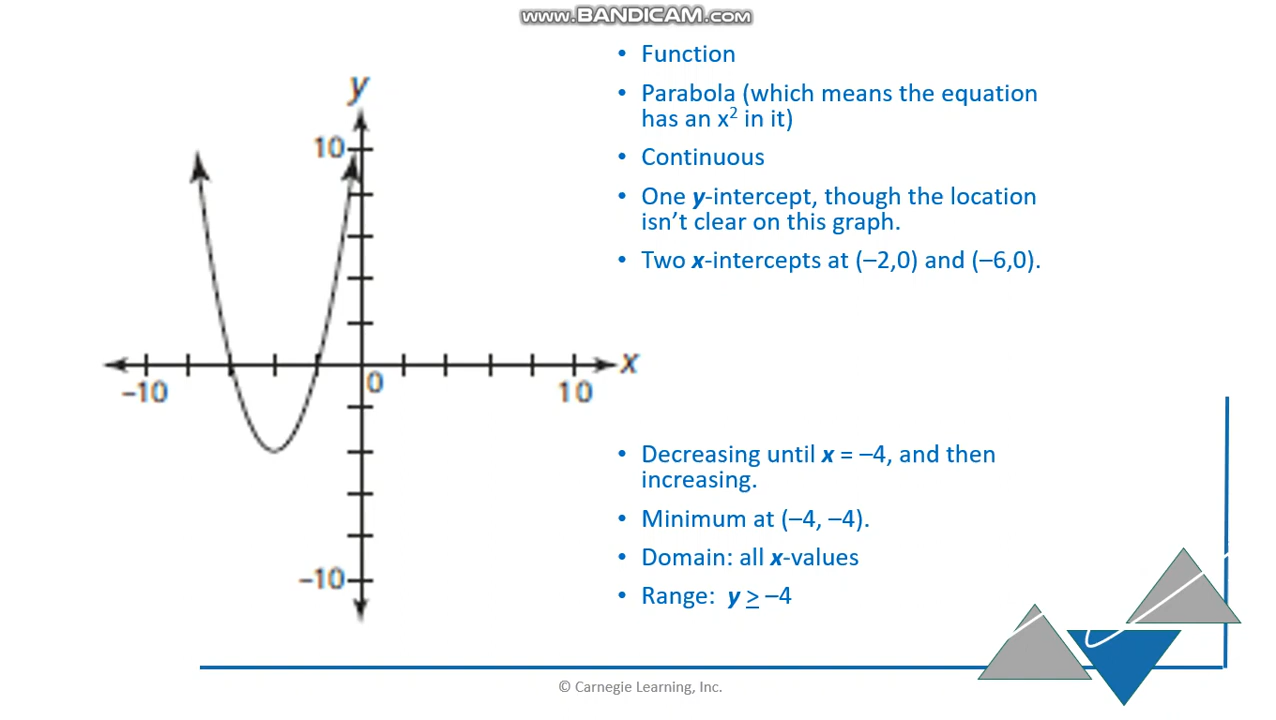 www.BANDICAM.com
• Function
• Parabola (which means the equation
has an x² in it)
• Continuous
• One y-intercept, though the location
isn't clear on this graph.
• Two x-intercepts at (–2,0) and (–6,0).
y
10
x
–10
0
10
–10
• Decreasing until x = –4, and then
increasing.
• Minimum at (–4, –4).
• Domain: all x-values
• Range: y ≥ –4
© Carnegie Learning, Inc.